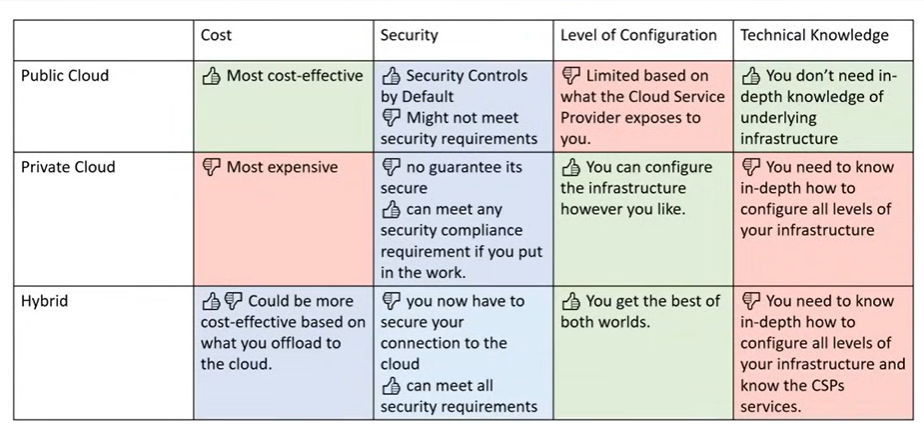 Cost
Security
Level of Configuration
Technical Knowledge
Public Cloud
Most cost-effective
Security Controls
by Default
Might not meet
security requirements
Limited based on
what the Cloud Service
Provider exposes to
you.
You don’t need in-
depth knowledge of
underlying
infrastructure
Private Cloud
Most expensive
no guarantee its
secure
can meet any
security compliance
requirement if you put
in the work.
You can configure
the infrastructure
however you like.
You need to know
in-depth how to
configure all levels of
your infrastructure
Hybrid
Could be more
cost-effective based on
what you offload to
the cloud.
you now have to
secure your
connection to the
cloud
can meet all
security requirements
You get the best of
both worlds.
You need to know
in-depth how to
configure all levels of
your infrastructure and
know the CSPs
services.